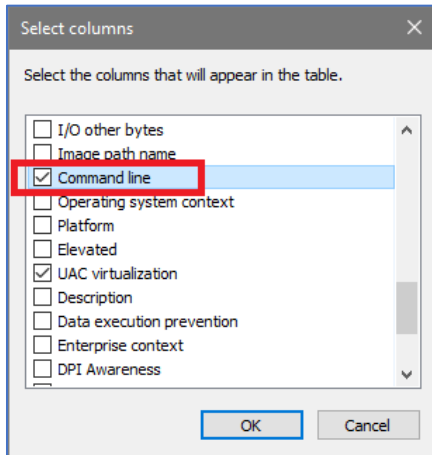 Select columns
Select the columns that will appear in the table.
I/O other bytes
Image path name
Command line
Operating system context
Platform
Elevated
UAC virtualization
Description
Data execution prevention
Enterprise context
DPI Awareness
OK Cancel